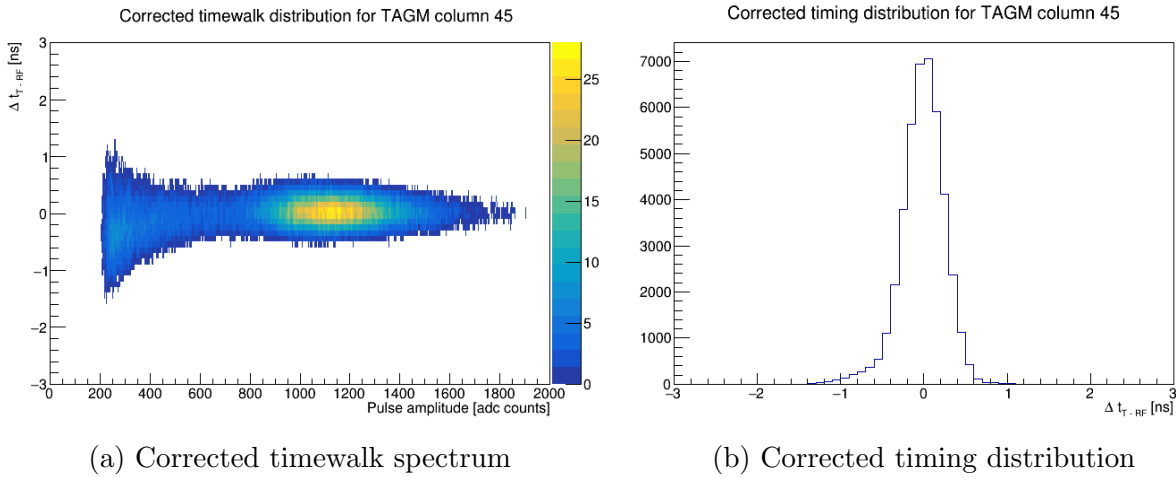 Corrected timewalk distribution for TAGM column 45
Δ t_T - RF [ns]
3
2
1
0
−1
−2
−3
0 200 400 600 800 1000 1200 1400 1600 1800 2000
Pulse amplitude [adc counts]
25
20
15
10
5
0
(a) Corrected timewalk spectrum
Corrected timing distribution for TAGM column 45
7000
6000
5000
4000
3000
2000
1000
0
−3 −2 −1 0 1 2 3
Δ t_T - RF [ns]
(b) Corrected timing distribution